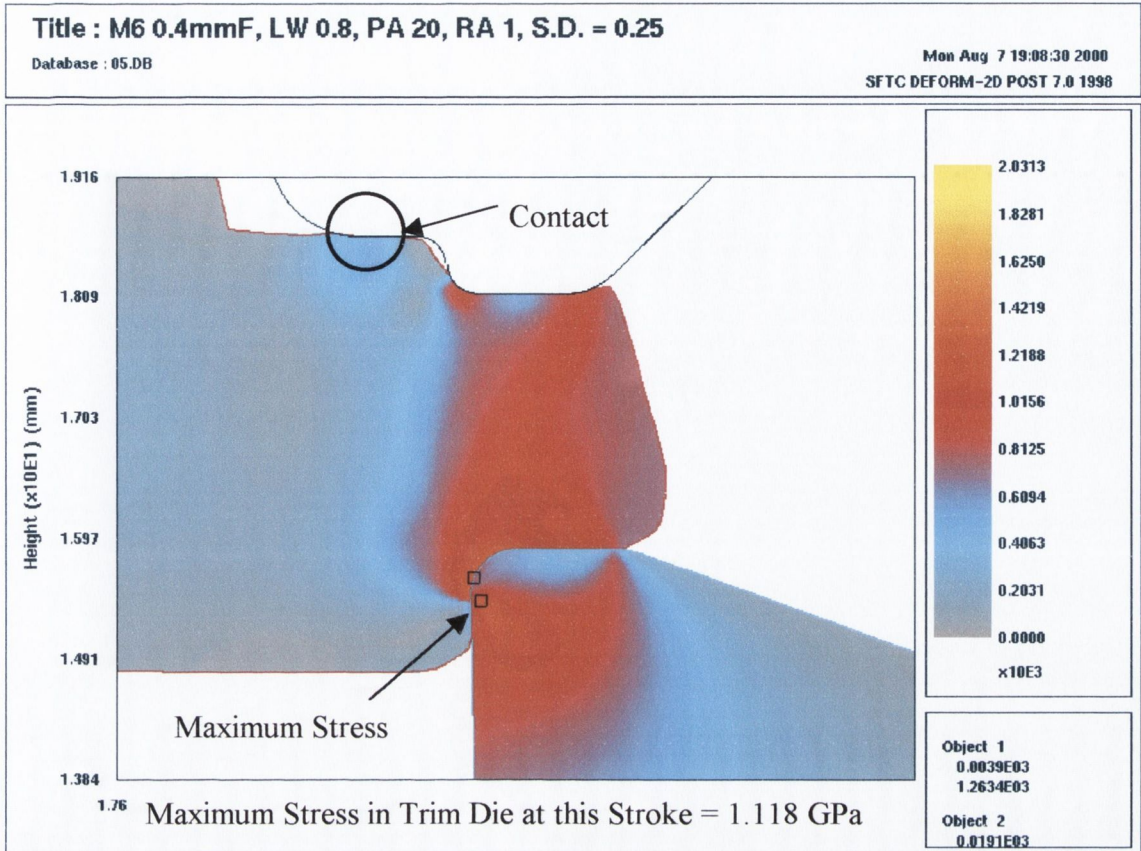 Title : M6 0.4mmF, LW 0.8, PA 20, RA 1, S.D. = 0.25
Database : 05.DB
Mon Aug 7 19:08:30 2000
SFTC DEFORM-2D POST 7.0 1998
Contact
Height (x10E1) (mm)
1.916
1.809
1.703
1.597
1.491
1.384
1.76
Maximum Stress
Maximum Stress in Trim Die at this Stroke = 1.118 GPa
2.0313
1.8281
1.6250
1.4219
1.2188
1.0156
0.8125
0.6094
0.4063
0.2031
0.0000
x10E3
Object 1
0.0039E03
1.2634E03
Object 2
0.0191E03